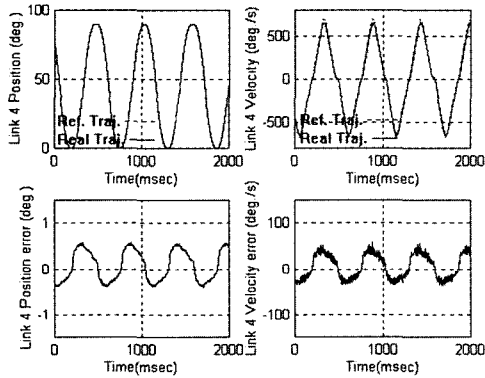 Link 4 Position (deg.)
100
50
0
Ref. Traj.
Real Traj.
0 1000 2000
Time(msec)
Link 4 Velocity (deg./s)
500
0
-500
Ref. Traj.
Real Traj.
0 1000 2000
Time(msec)
Link 4 Position error (deg.)
1
0
-1
0 1000 2000
Time(msec)
Link 4 Velocity error (deg./s)
100
0
-100
0 1000 2000
Time(msec)